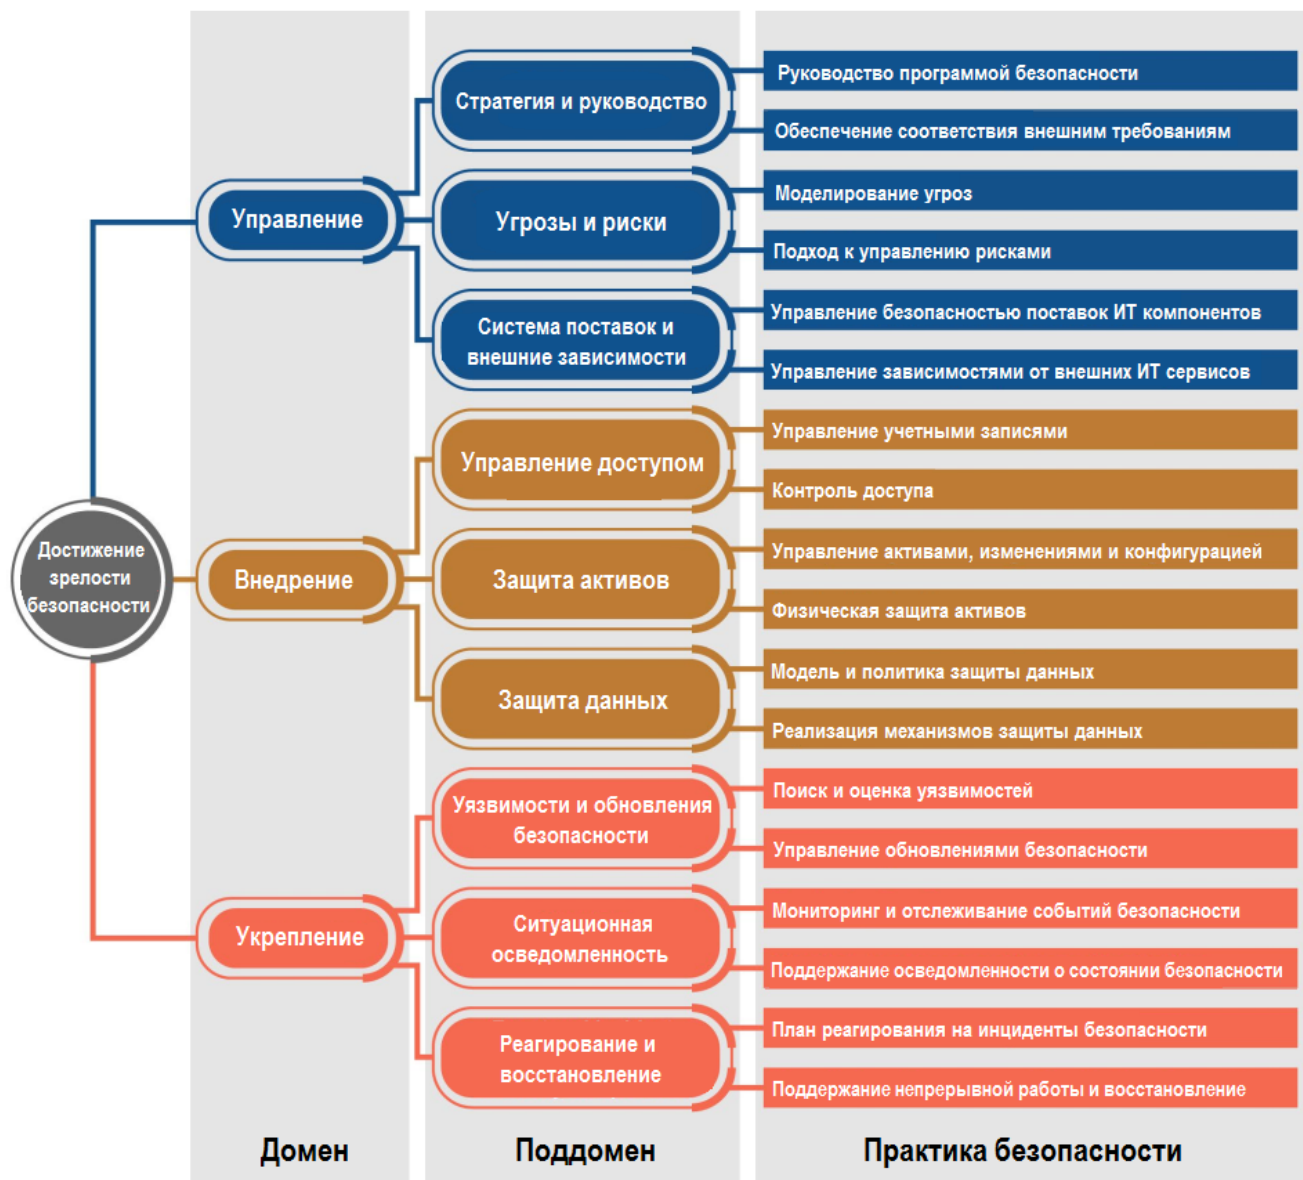 Достижение
зрелости
безопасности
Управление
Стратегия и руководство
Руководство программой безопасности
Обеспечение соответствия внешним требованиям
Угрозы и риски
Моделирование угроз
Подход к управлению рисками
Система поставок и
внешние зависимости
Управление безопасностью поставок ИТ компонентов
Управление зависимостями от внешних ИТ сервисов
Внедрение
Управление доступом
Управление учетными записями
Контроль доступа
Защита активов
Управление активами, изменениями и конфигурацией
Физическая защита активов
Защита данных
Модель и политика защиты данных
Реализация механизмов защиты данных
Укрепление
Уязвимости и обновления
безопасности
Поиск и оценка уязвимостей
Управление обновлениями безопасности
Ситуационная
осведомленность
Мониторинг и отслеживание событий безопасности
Поддержание осведомленности о состоянии безопасности
Реагирование и
восстановление
План реагирования на инциденты безопасности
Поддержание непрерывной работы и восстановление
Домен
Поддомен
Практика безопасности